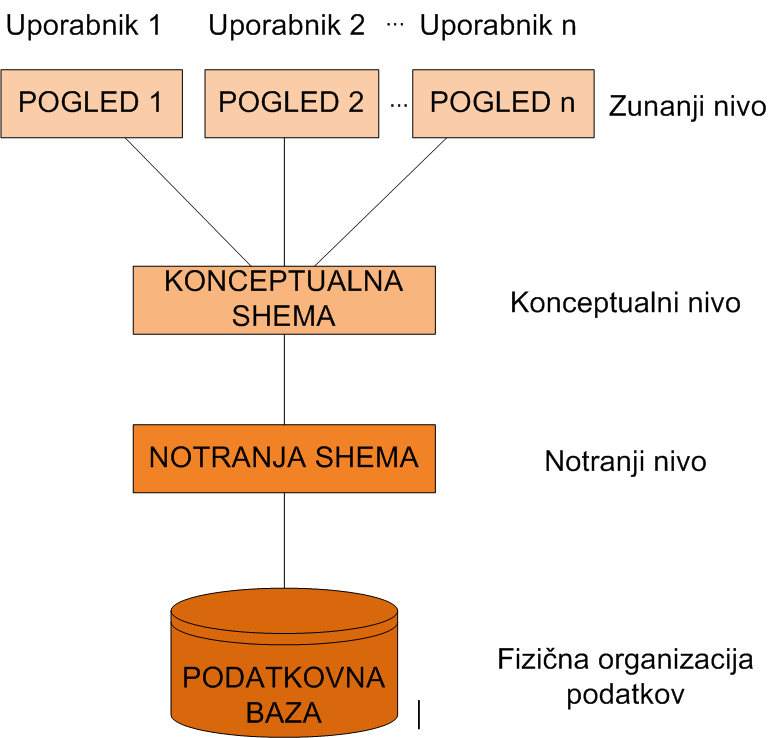 Uporabnik 1 Uporabnik 2 ... Uporabnik n
POGLED 1 POGLED 2 ... POGLED n Zunanji nivo
KONCEPTUALNA
SHEMA
Konceptualni nivo
NOTRANJA SHEMA Notranji nivo
PODATKOVNA
BAZA
Fizična organizacija
podatkov